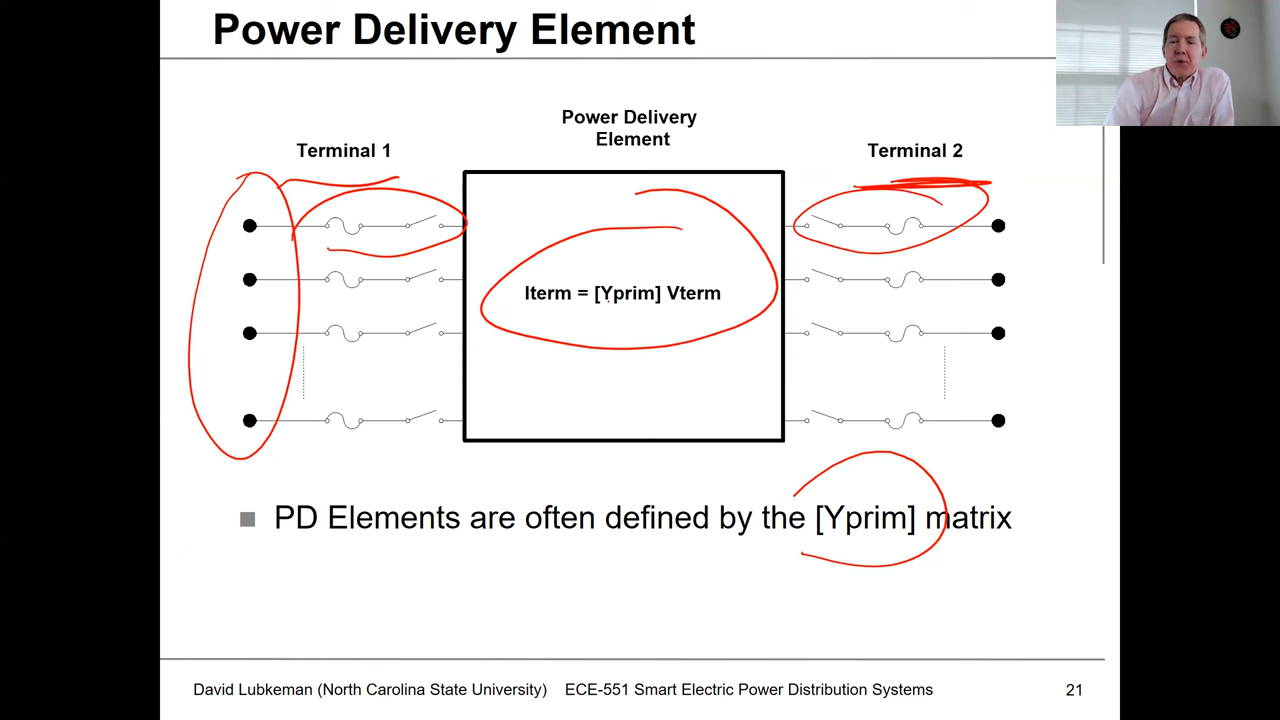 Power Delivery Element
Power Delivery
Element
Terminal 1
Terminal 2
Iterm = [Yprim] Vterm
PD Elements are often defined by the [Yprim] matrix
David Lubkeman (North Carolina State University) ECE-551 Smart Electric Power Distribution Systems 21